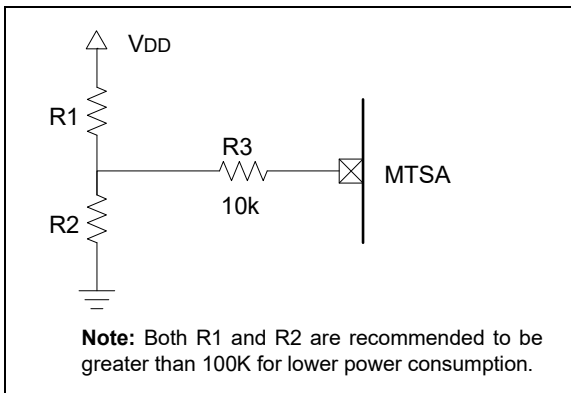 VDD
R1
R3
MTSA
10k
R2
Note: Both R1 and R2 are recommended to be
greater than 100K for lower power consumption.